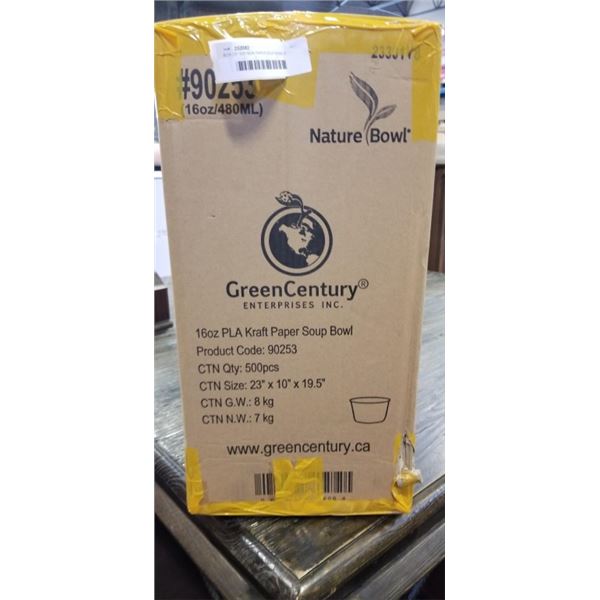 #90253
(16oz/480ML)
Nature Bowl®
GreenCentury®
ENTERPRISES INC.
16oz PLA Kraft Paper Soup Bowl
Product Code: 90253
CTN Qty: 500pcs
CTN Size: 23" x 10" x 19.5"
CTN G.W.: 8 kg
CTN N.W.: 7 kg
www.greencentury.ca